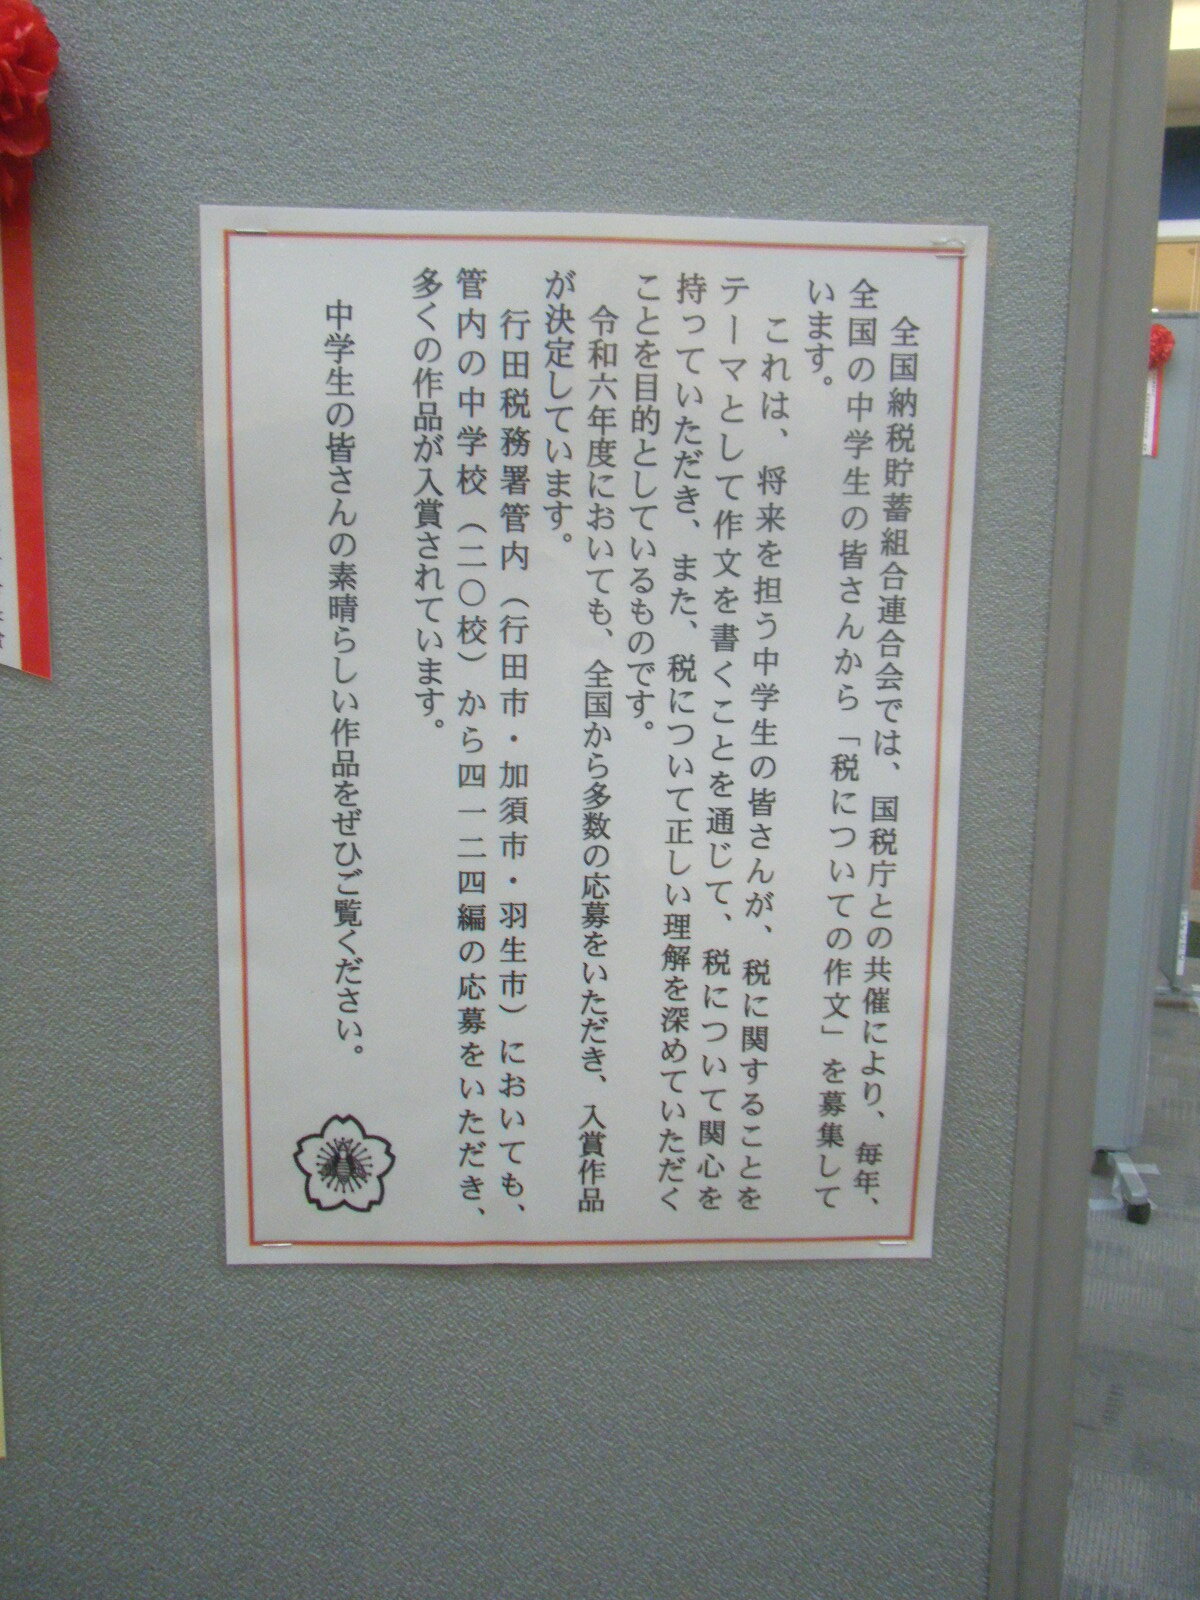 全国納税貯蓄組合連合会では、国税庁との共催により、毎年、
全国の中学生の皆さんから「税についての作文」を募集して
います。
これは、将来を担う中学生の皆さんが、税に関することを
テーマとして作文を書くことを通じて、税について関心を
持っていただき、また、税について正しい理解を深めていただく
ことを目的としているものです。
令和六年度においても、全国から多数の応募をいただき、入賞作品
が決定しています。
行田税務署管内（行田市・加須市・羽生市）においても、
管内の中学校（二〇校）から四一二四編の応募をいただき、
多くの作品が入賞されています。
中学生の皆さんの素晴らしい作品をぜひご覧ください。